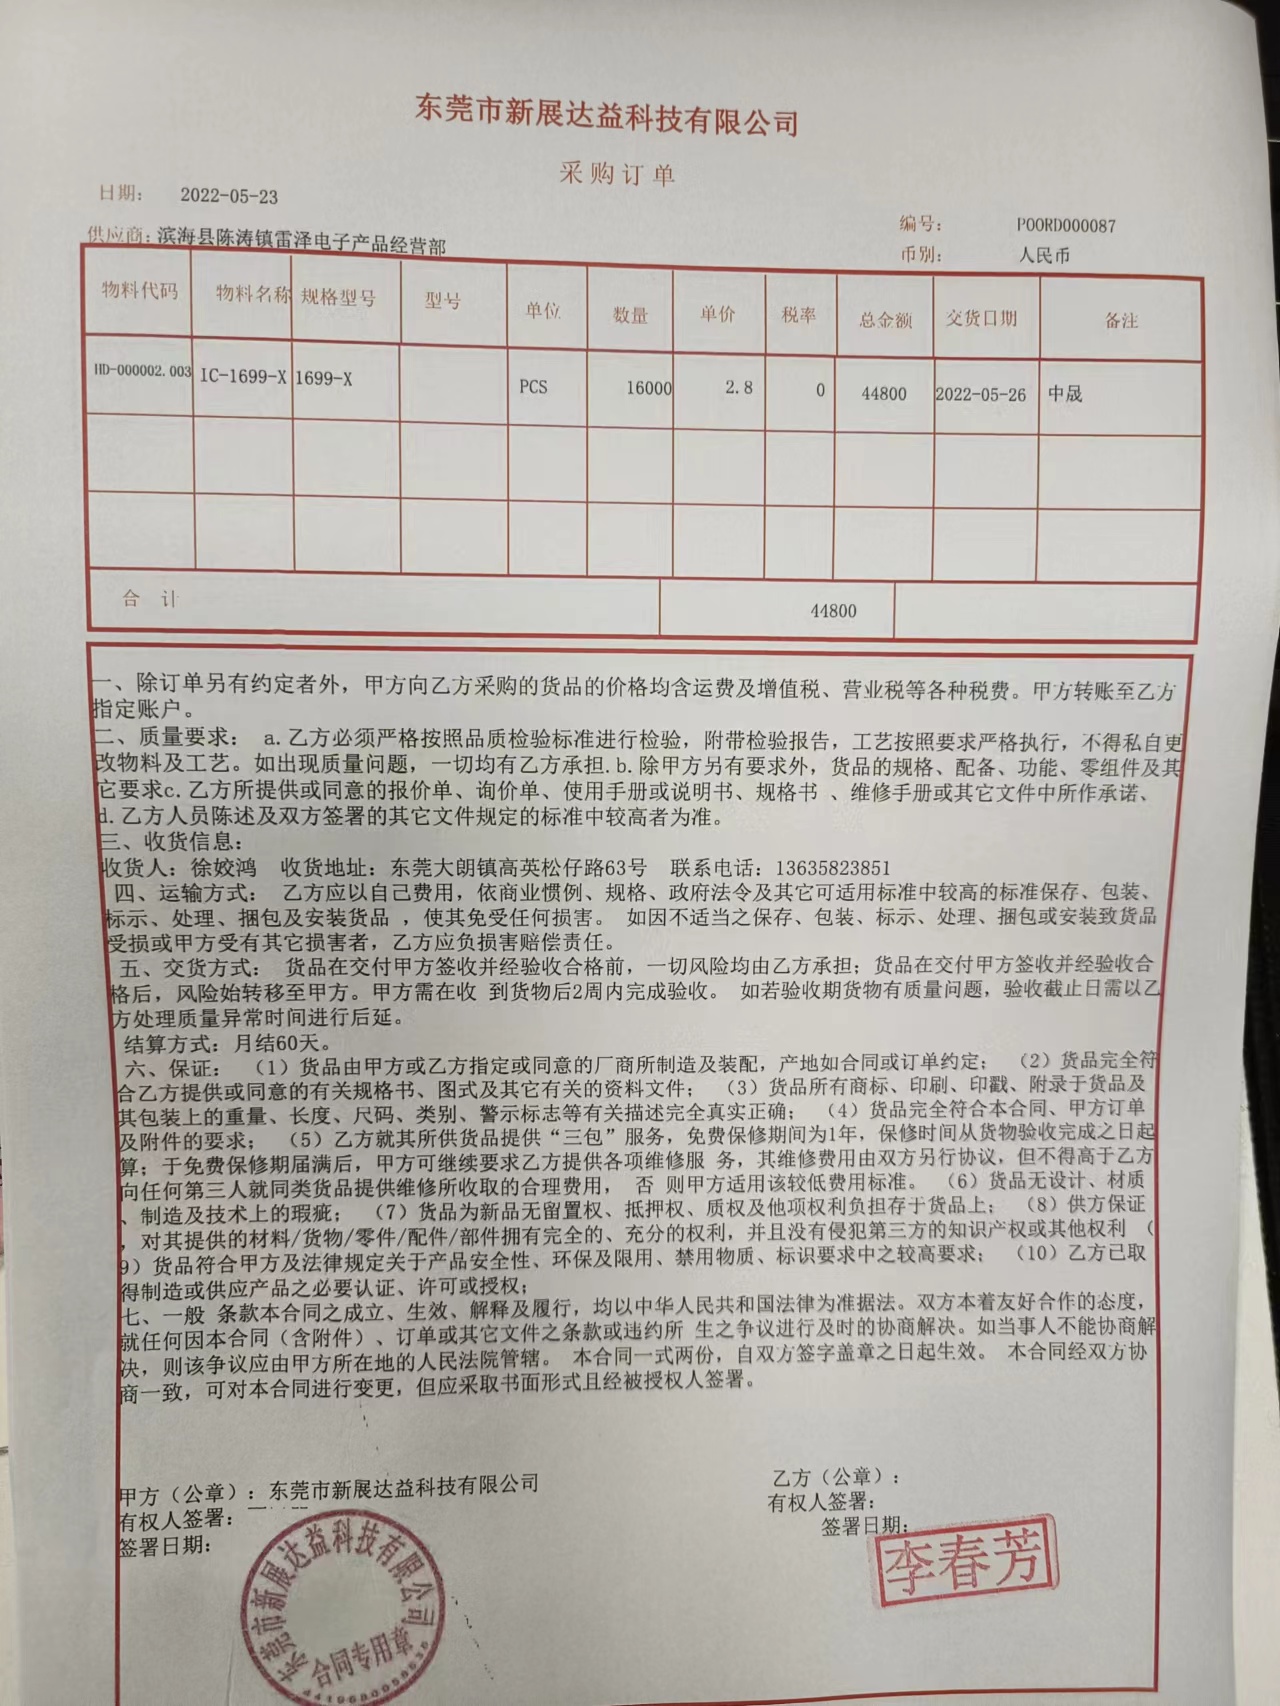 东莞市新展达益科技有限公司
采购订单
日期： 2022-05-23
编号： POORD000087
供应商：滨海县陈涛镇雷泽电子产品经营部
币别： 人民币
物料代码 物料名称 规格型号 型号 单位 数量 单价 税率 总金额 交货日期 备注
HD-000002.003 IC-1699-X 1699-X PCS 16000 2.8 0 44800 2022-05-26 中晟
合 计 44800
一、除订单另有约定者外，甲方向乙方采购的货品的价格均含运费及增值税、营业税等各种税费。甲方转账至乙方
指定账户。
二、质量要求： a.乙方必须严格按照品质检验标准进行检验，附带检验报告，工艺按照要求严格执行，不得私自更
改物料及工艺。如出现质量问题，一切均有乙方承担.b.除甲方另有要求外，货品的规格、配备、功能、零组件及其
它要求c.乙方所提供或同意的报价单、询价单、使用手册或说明书、规格书 、维修手册或其它文件中所作承诺、
d.乙方人员陈述及双方签署的其它文件规定的标准中较高者为准。
三、收货信息：
收货人：徐姣鸿 收货地址：东莞大朗镇高英松仔路63号 联系电话：13635823851
四、运输方式： 乙方应以自己费用，依商业惯例、规格、政府法令及其它可适用标准中较高的标准保存、包装、
标示、处理、捆包及安装货品 ，使其免受任何损害。 如因不适当之保存、包装、标示、处理、捆包或安装致货品
受损或甲方受有其它损害者，乙方应负损害赔偿责任。
五、交货方式： 货品在交付甲方签收并经验收合格前，一切风险均由乙方承担；货品在交付甲方签收并经验收合
格后，风险始转移至甲方。甲方需在收 到货物后2周内完成验收。 如若验收期货物有质量问题，验收截止日需以乙
方处理质量异常时间进行后延。
结算方式：月结60天。
六、保证： （1）货品由甲方或乙方指定或同意的厂商所制造及装配，产地如合同或订单约定； （2）货品完全符
合乙方提供或同意的有关规格书、图式及其它有关的资料文件； （3）货品所有商标、印刷、印戳、附录于货品及
其包装上的重量、长度、尺码、类别、警示标志等有关描述完全真实正确； （4）货品完全符合本合同、甲方订单
及附件的要求； （5）乙方就其所供货品提供“三包”服务，免费保修期间为1年，保修时间从货物验收完成之日起
算；于免费保修期届满后，甲方可继续要求乙方提供各项维修服 务，其维修费用由双方另行协议，但不得高于乙方
向任何第三人就同类货品提供维修所收取的合理费用， 否 则甲方适用该较低费用标准。 （6）货品无设计、材质
、制造及技术上的瑕疵； （7）货品为新品无留置权、抵押权、质权及他项权利负担存于货品上； （8）供方保证
，对其提供的材料/货物/零件/配件/部件拥有完全的、充分的权利，并且没有侵犯第三方的知识产权或其他权利 （
9）货品符合甲方及法律规定关于产品安全性、环保及限用、禁用物质、标识要求中之较高要求； （10）乙方已取
得制造或供应产品之必要认证、许可或授权；
七、一般 条款本合同之成立、生效、解释及履行，均以中华人民共和国法律为准据法。双方本着友好合作的态度，
就任何因本合同（含附件）、订单或其它文件之条款或违约所 生之争议进行及时的协商解决。如当事人不能协商解
决，则该争议应由甲方所在地的人民法院管辖。 本合同一式两份，自双方签字盖章之日起生效。 本合同经双方协
商一致，可对本合同进行变更，但应采取书面形式且经被授权人签署。
甲方（公章）：东莞市新展达益科技有限公司
乙方（公章）：
有权人签署：
有权人签署：
签署日期：
签署日期：
李春芳
东莞市新展达益科技有限公司
合同专用章